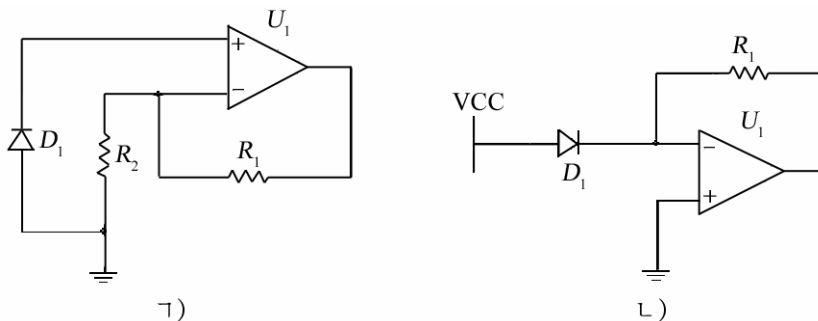 U₁
+
−
D₁
R₂
R₁
ㄱ)
R₁
VCC
U₁
−
D₁
+
ㄴ)